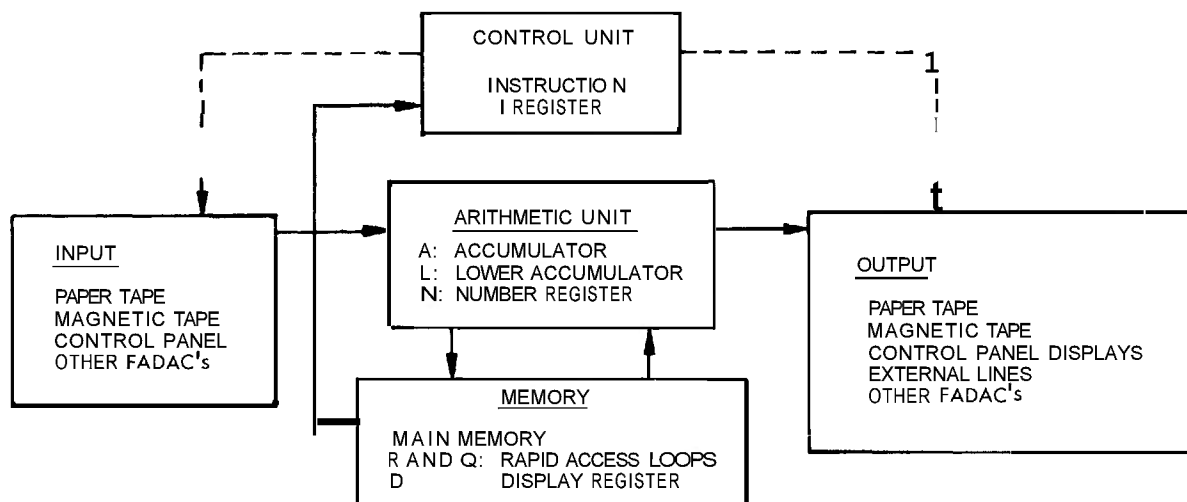 CONTROL UNIT
INSTRUCTION
I REGISTER
INPUT
PAPER TAPE
MAGNETIC TAPE
CONTROL PANEL
OTHER FADAC's
ARITHMETIC UNIT
A: ACCUMULATOR
L: LOWER ACCUMULATOR
N: NUMBER REGISTER
MEMORY
MAIN MEMORY
R AND Q: RAPID ACCESS LOOPS
D DISPLAY REGISTER
OUTPUT
PAPER TAPE
MAGNETIC TAPE
CONTROL PANEL DISPLAYS
EXTERNAL LINES
OTHER FADAC's